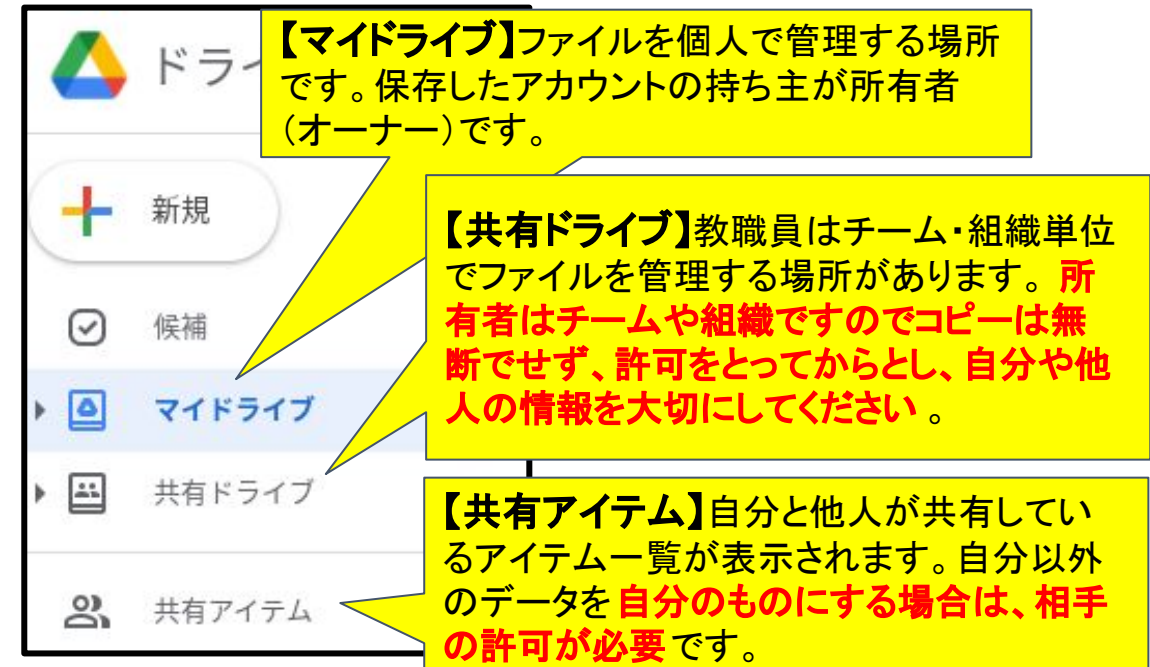 ドラ
【マイドライブ】ファイルを個人で管理する場所
です。保存したアカウントの持ち主が所有者
（オーナー）です。
新規
【共有ドライブ】教職員はチーム・組織単位
でファイルを管理する場所があります。所
有者はチームや組織ですのでコピーは無
断でせず、許可をとってからとし、自分や他
人の情報を大切にしてください 。
候補
マイドライブ
共有ドライブ
【共有アイテム】自分と他人が共有してい
るアイテム一覧が表示されます。自分以外
のデータを自分のものにする場合は、相手
の許可が必要です。
共有アイテム